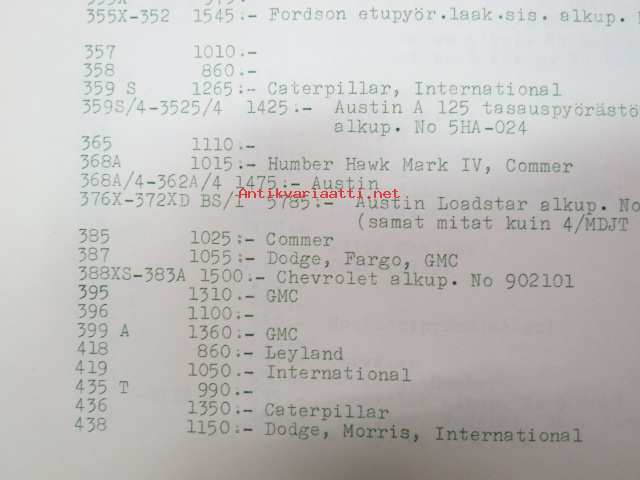 355X-352 1545:- Fordson etupyör.laak.sis. alkup.
357 1010:-
358 860:-
359 S 1265:- Caterpillar, International
359S/4-3525/4 1425:- Austin A 125 tasauspyörästö
alkup. No 5HA-024
365 1110:-
368A 1015:- Humber Hawk Mark IV, Commer
368A/4-362A/4 1475:- Austin
Antikvariaatti.net
376X-372XD BS/1 5785:- Austin Loadstar alkup. No
(samat mitat kuin 4/MDJT
385 1025:- Commer
387 1055:- Dodge, Fargo, GMC
388XS-383A 1500:- Chevrolet alkup. No 902101
395 1310:- GMC
396 1100:-
399 A 1360:- GMC
418 860:- Leyland
419 1050:- International
435 T 990:-
436 1350:- Caterpillar
438 1150:- Dodge, Morris, International